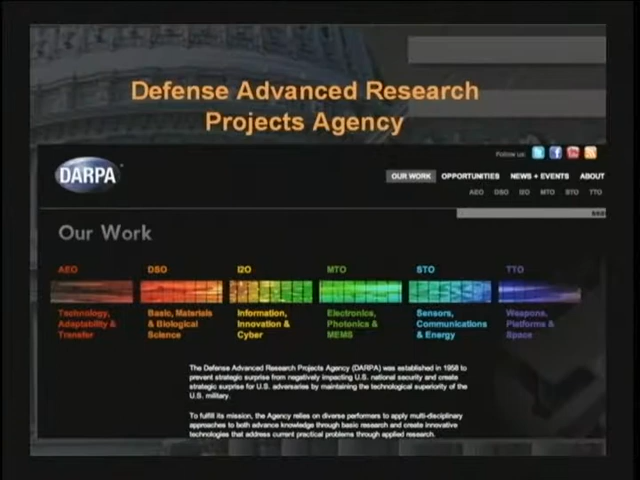 Defense Advanced Research
Projects Agency
Follow us:
DARPA
OUR WORK OPPORTUNITIES NEWS + EVENTS ABOUT
AEO DSO I2O MTO STO TTO
Our Work
AEO DSO I2O MTO STO TTO
Technology, Basic, Materials Information, Electronics, Sensors, Weapons,
Adaptability & & Biological Innovation & Photonics & Communications Platforms &
Transfer Science Cyber MEMS & Energy Space
The Defense Advanced Research Projects Agency (DARPA) was established in 1958 to
prevent strategic surprise from negatively impacting U.S. national security and create
strategic surprise for U.S. adversaries by maintaining the technological superiority of the
U.S. military.
To fulfill its mission, the Agency relies on diverse performers to apply multi-disciplinary
approaches to both advance knowledge through basic research and create innovative
technologies that address current practical problems through applied research.